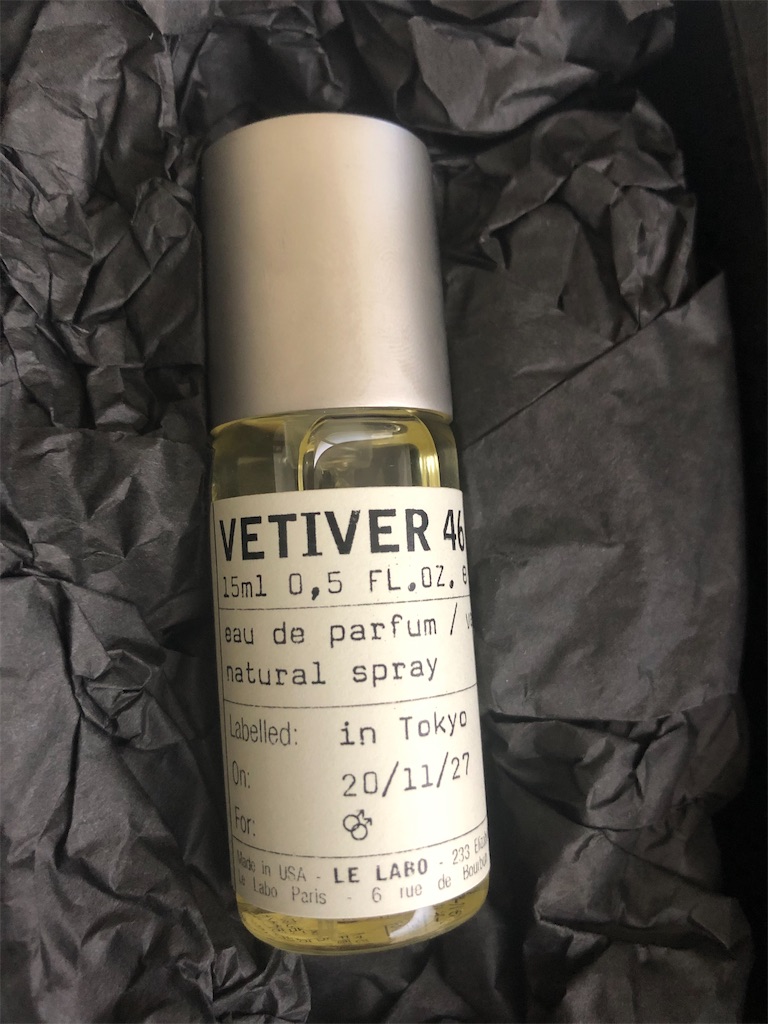 VETIVER 46
15ml 0,5 FL.OZ. e
eau de parfum /
natural spray
Labelled: in Tokyo
On: 20/11/27
For: ⚣
Made in USA - LE LABO - 233
Le Labo Paris - 6 rue de